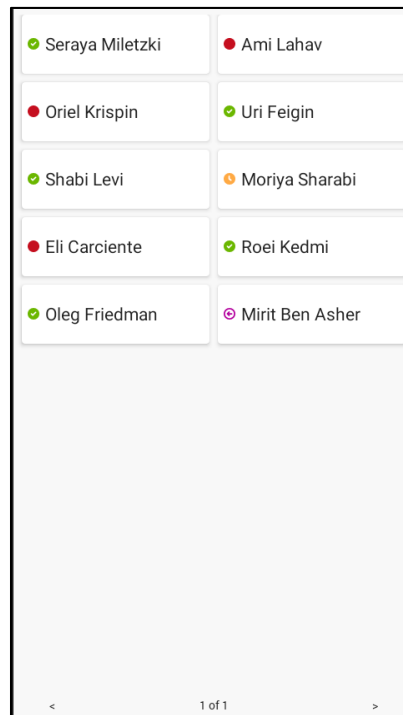 Seraya Miletzki
Ami Lahav
Oriel Krispin
Uri Feigin
Shabi Levi
Moriya Sharabi
Eli Carciente
Roei Kedmi
Oleg Friedman
Mirit Ben Asher
< 1 of 1 >